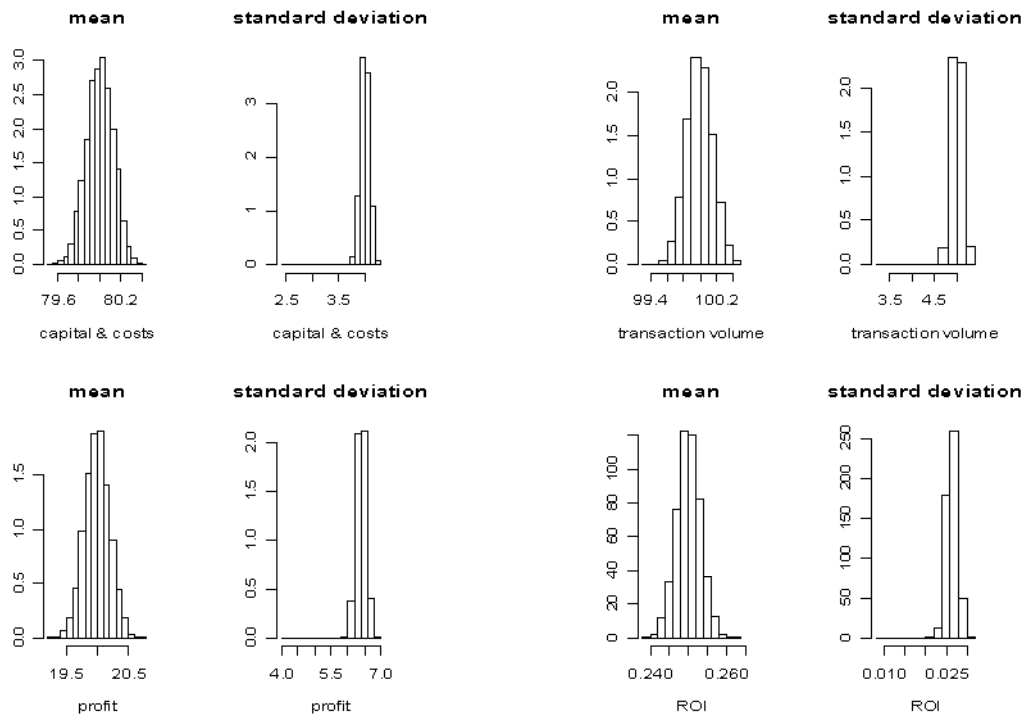 mean
3.0
2.5
2.0
1.5
1.0
0.5
0.0
79.6 80.2
capital & costs
standard deviation
3
2
1
0
2.5 3.5
capital & costs
mean
2.0
1.5
1.0
0.5
0.0
99.4 100.2
transaction volume
standard deviation
2.0
1.5
1.0
0.5
0.0
3.5 4.5
transaction volume
mean
1.5
1.0
0.5
0.0
19.5 20.5
profit
standard deviation
2.0
1.5
1.0
0.5
0.0
4.0 5.5 7.0
profit
mean
100
80
60
40
20
0
0.240 0.260
ROI
standard deviation
250
200
150
100
50
0
0.010 0.025
ROI